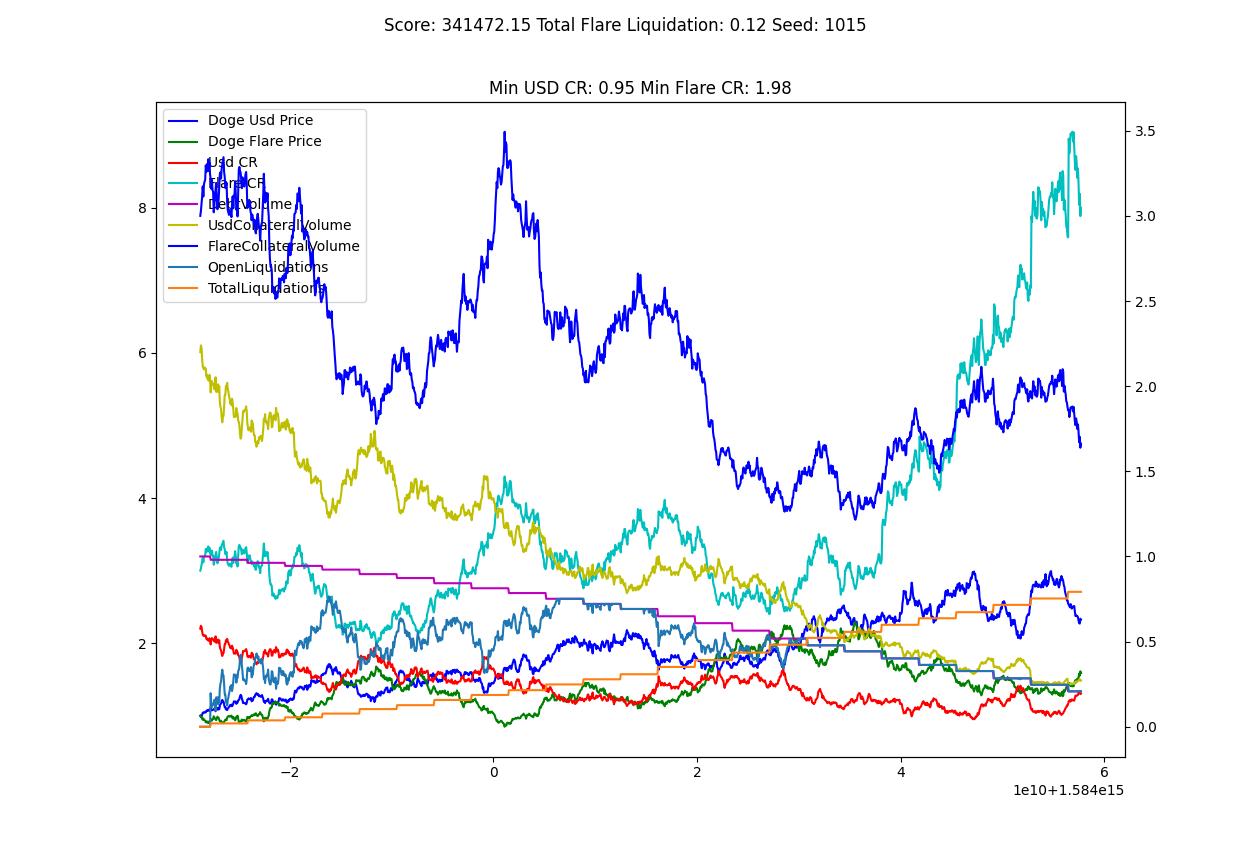 Score: 341472.15 Total Flare Liquidation: 0.12 Seed: 1015
Min USD CR: 0.95 Min Flare CR: 1.98
Doge Usd Price
Doge Flare Price
Usd CR
Flare CR
DebtVolume
UsdCollateralVolume
FlareCollateralVolume
OpenLiquidations
TotalLiquidations
8
6
4
2
3.5
3.0
2.5
2.0
1.5
1.0
0.5
0.0
−2 0 2 4 6
1e10+1.584e15